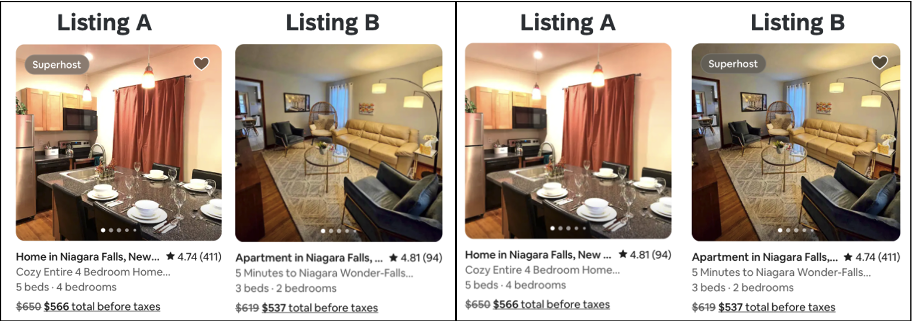 Listing A
Listing B
Listing A
Listing B
Superhost
Superhost
Home in Niagara Falls, New... ★ 4.74 (411)
Cozy Entire 4 Bedroom Home...
5 beds · 4 bedrooms
$650 $566 total before taxes
Apartment in Niagara Falls, ... ★ 4.81 (94)
5 Minutes to Niagara Wonder-Falls...
3 beds · 2 bedrooms
$619 $537 total before taxes
Home in Niagara Falls, New ... ★ 4.81 (94)
Cozy Entire 4 Bedroom Home...
5 beds · 4 bedrooms
$650 $566 total before taxes
Apartment in Niagara Falls,... ★ 4.74 (411)
5 Minutes to Niagara Wonder-Falls...
3 beds · 2 bedrooms
$619 $537 total before taxes